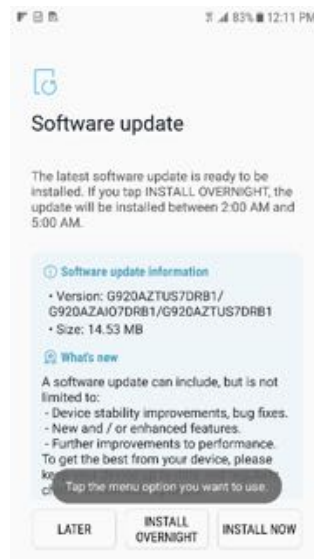 83% 12:11 PM
Software update
The latest software update is ready to be
installed. If you tap INSTALL OVERNIGHT, the
update will be installed between 2:00 AM and
5:00 AM.
Software update information
• Version: G920AZTUS7DRB1/
G920AZAIO7DRB1/G920AZTUS7DRB1
• Size: 14.53 MB
What's new
A software update can include, but is not
limited to:
- Device stability improvements, bug fixes.
- New and / or enhanced features.
- Further improvements to performance.
To get the best from your device, please
Tap the menu option you want to use.
LATER
INSTALL
OVERNIGHT
INSTALL NOW